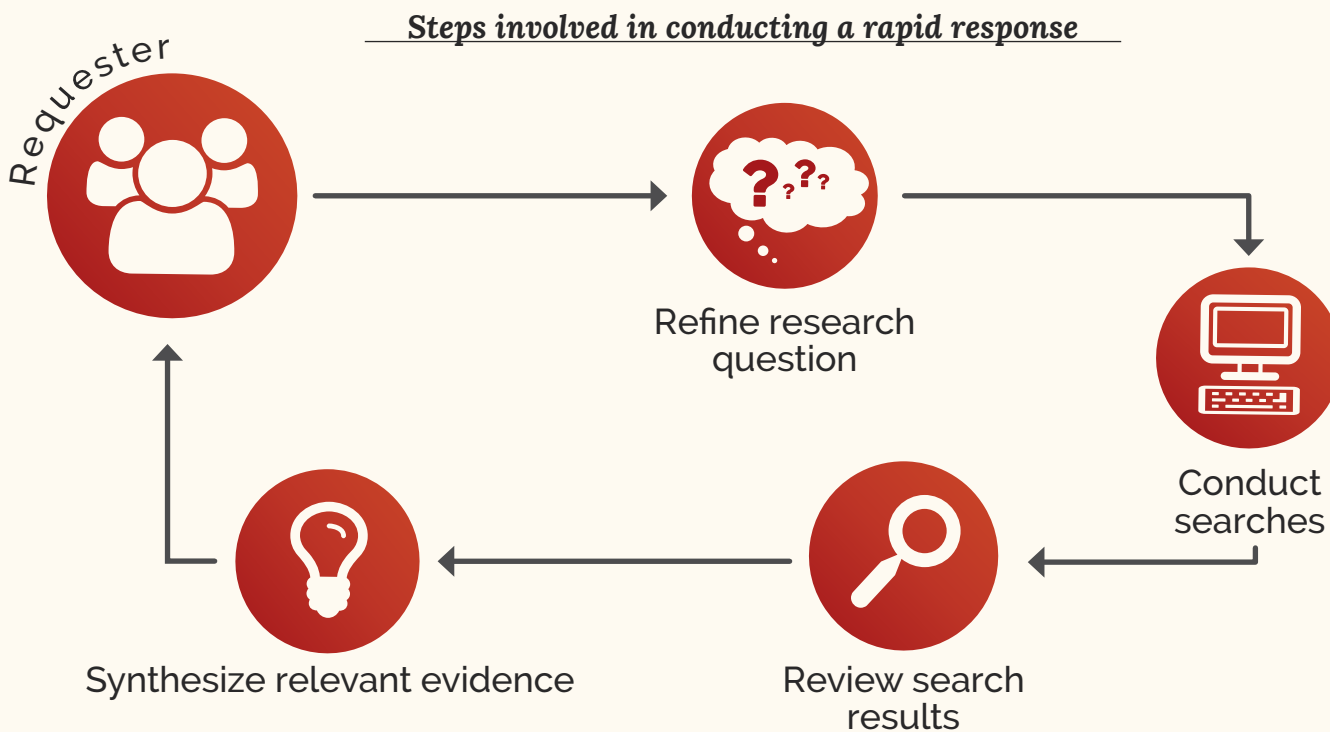 Steps involved in conducting a rapid response
Requester
? ? ? ?
Refine research
question
Conduct
searches
Review search
results
Synthesize relevant evidence